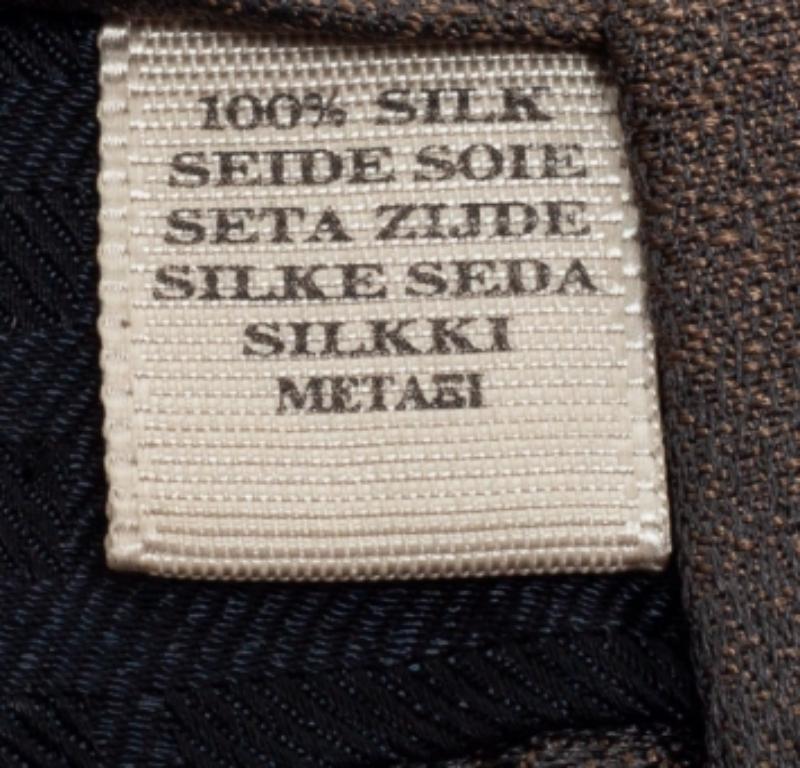 100% SILK
SEIDE SOIE
SETA ZIJDE
SILKE SEDA
SILKKI
ΜΕΤΑΞΙ